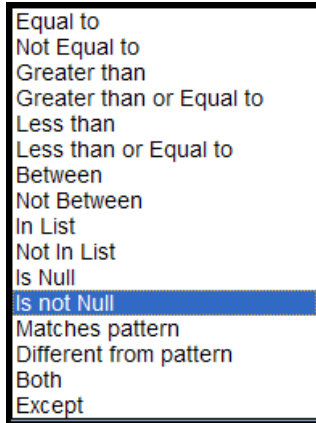 Equal to
Not Equal to
Greater than
Greater than or Equal to
Less than
Less than or Equal to
Between
Not Between
In List
Not In List
Is Null
Is not Null
Matches pattern
Different from pattern
Both
Except